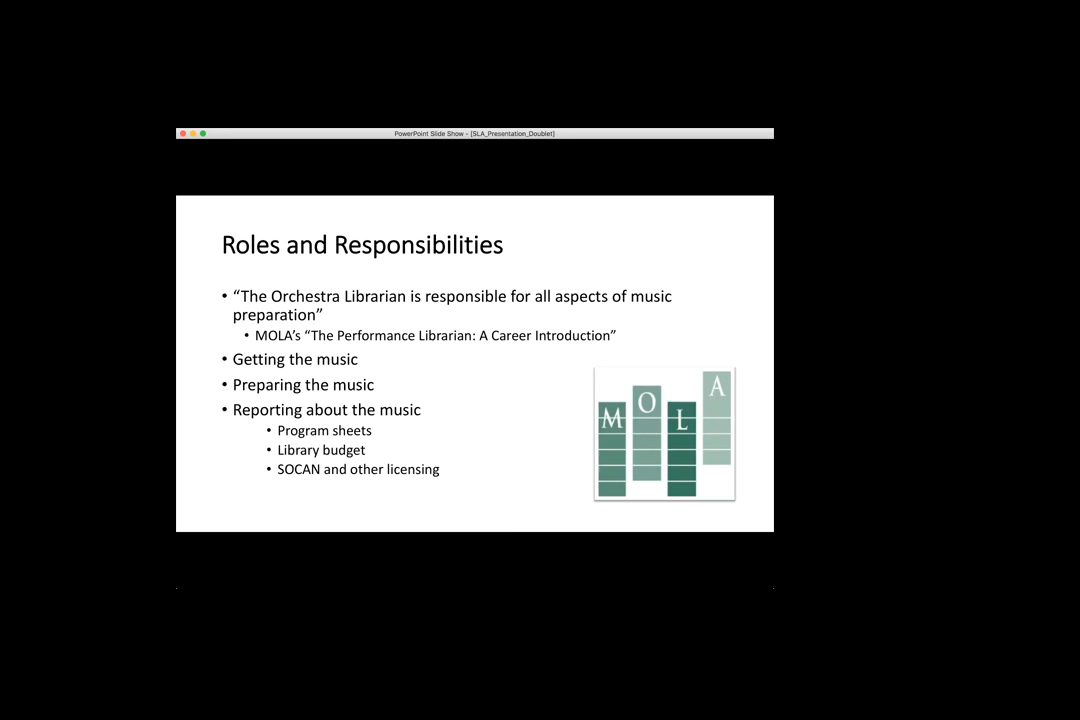 PowerPoint Slide Show - [SLA_Presentation_Doublet]
Roles and Responsibilities
• “The Orchestra Librarian is responsible for all aspects of music
preparation”
• MOLA’s “The Performance Librarian: A Career Introduction”
• Getting the music
• Preparing the music
• Reporting about the music
• Program sheets
• Library budget
• SOCAN and other licensing
MOLA